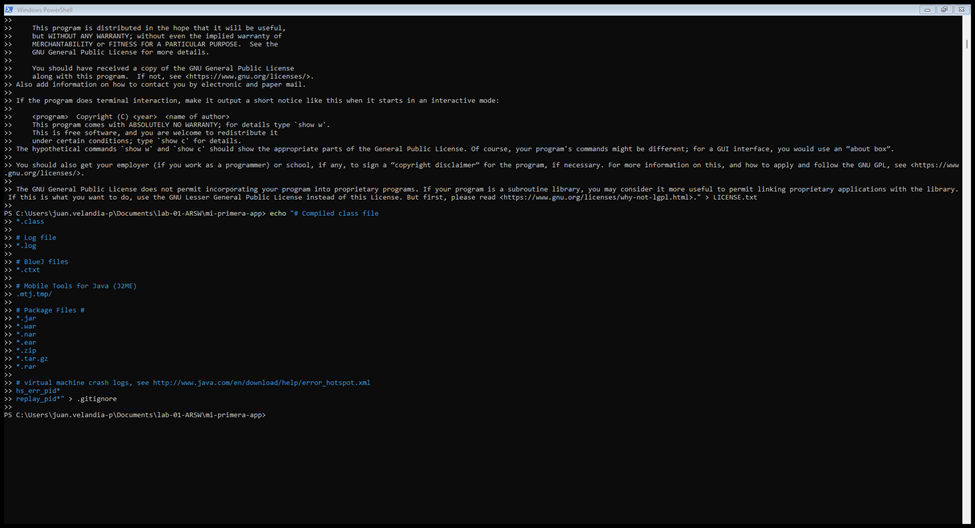 Windows PowerShell
>>
>>     This program is distributed in the hope that it will be useful,
>>     but WITHOUT ANY WARRANTY; without even the implied warranty of
>>     MERCHANTABILITY or FITNESS FOR A PARTICULAR PURPOSE.  See the
>>     GNU General Public License for more details.
>>
>>     You should have received a copy of the GNU General Public License
>>     along with this program.  If not, see <https://www.gnu.org/licenses/>.
>> Also add information on how to contact you by electronic and paper mail.
>>
>> If the program does terminal interaction, make it output a short notice like this when it starts in an interactive mode:
>>
>>     <program>  Copyright (C) <year>  <name of author>
>>     This program comes with ABSOLUTELY NO WARRANTY; for details type `show w'.
>>     This is free software, and you are welcome to redistribute it
>>     under certain conditions; type `show c' for details.
>> The hypothetical commands `show w' and `show c' should show the appropriate parts of the General Public License. Of course, your program's commands might be different; for a GUI interface, you would use an “about box”.
>>
>> You should also get your employer (if you work as a programmer) or school, if any, to sign a “copyright disclaimer” for the program, if necessary. For more information on this, and how to apply and follow the GNU GPL, see <https://www
.gnu.org/licenses/>.
>>
>> The GNU General Public License does not permit incorporating your program into proprietary programs. If your program is a subroutine library, you may consider it more useful to permit linking proprietary applications with the library.
 If this is what you want to do, use the GNU Lesser General Public License instead of this License. But first, please read <https://www.gnu.org/licenses/why-not-lgpl.html>." > LICENSE.txt
>>
PS C:\Users\juan.velandia-p\Documents\lab-01-ARSW\mi-primera-app> echo "# Compiled class file
>> *.class
>>
>> # Log file
>> *.log
>>
>> # BlueJ files
>> *.ctxt
>>
>> # Mobile Tools for Java (J2ME)
>> .mtj.tmp/
>>
>> # Package Files #
>> *.jar
>> *.war
>> *.nar
>> *.ear
>> *.zip
>> *.tar.gz
>> *.rar
>>
>> # virtual machine crash logs, see http://www.java.com/en/download/help/error_hotspot.xml
>> hs_err_pid*
>> replay_pid*" > .gitignore
>>
PS C:\Users\juan.velandia-p\Documents\lab-01-ARSW\mi-primera-app>